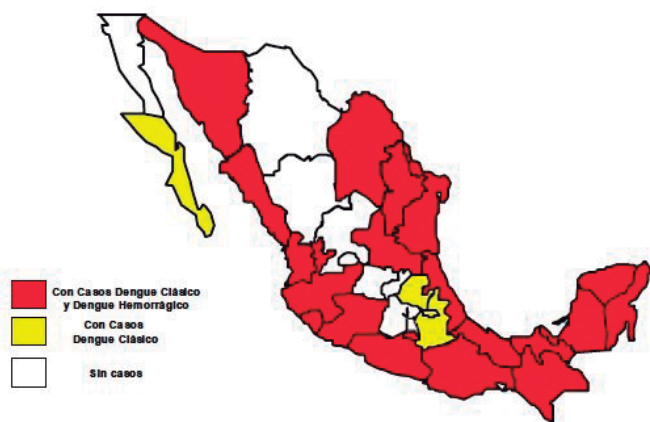 Con Casos Dengue Clásico
y Dengue Hemorrágico
Con Casos
Dengue Clásico
Sin casos